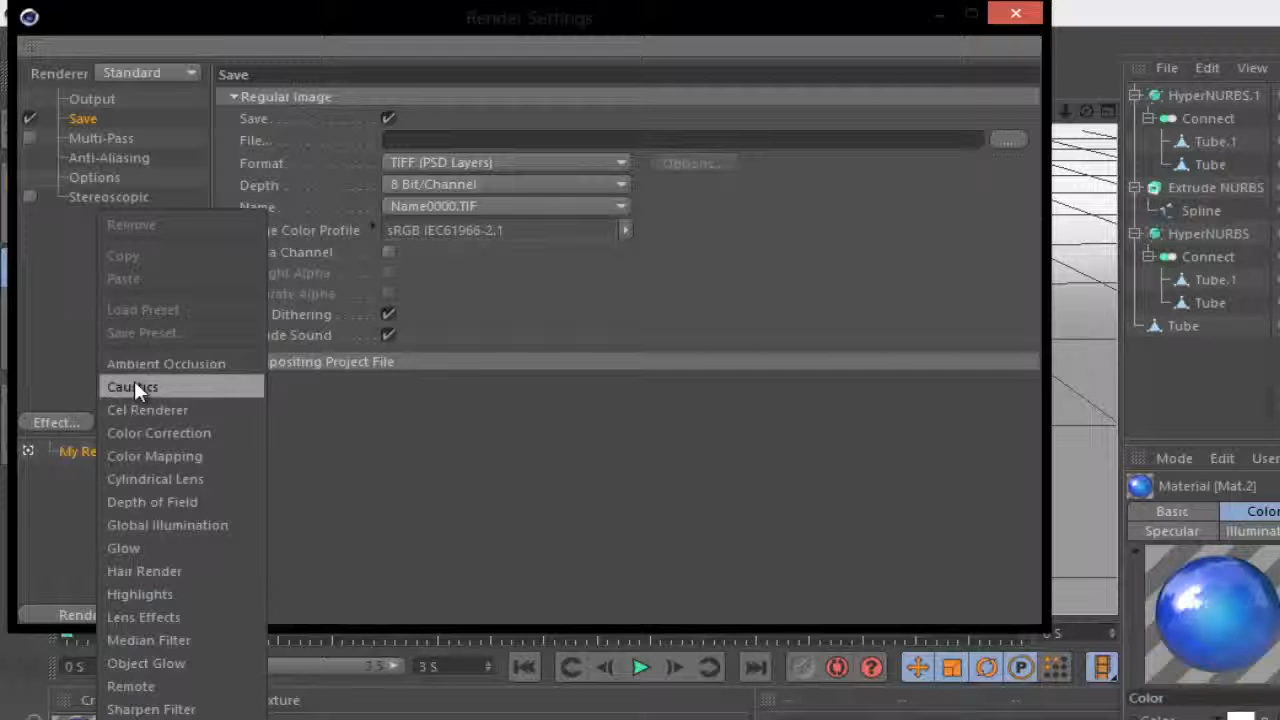 Render Settings
Renderer Standard
Output
Save
Multi-Pass
Anti-Aliasing
Options
Stereoscopic
Effect...
My Re
Rende
Remove
Copy
Paste
Load Preset
Save Preset...
Ambient Occlusion
Caustics
Cel Renderer
Color Correction
Color Mapping
Cylindrical Lens
Depth of Field
Global Illumination
Glow
Hair Render
Highlights
Lens Effects
Median Filter
Object Glow
Remote
Sharpen Filter
Save
Regular Image
Save
File...
Format TIFF (PSD Layers) Options...
Depth 8 Bit/Channel
Name Name0000.TIF
e Color Profile sRGB IEC61966-2.1
a Channel
ght Alpha
rate Alpha
Dithering
de Sound
positing Project File
File Edit View
HyperNURBS.1
Connect
Tube.1
Tube
Extrude NURBS
Spline
HyperNURBS
Connect
Tube.1
Tube
Tube
Mode Edit User
Material [Mat.2]
Basic Color
Specular Illuminat
Color
0 S
3 S
3 S
Cr
xture